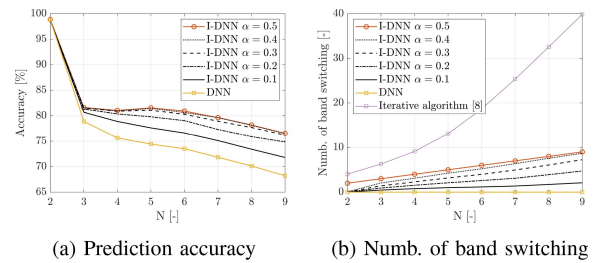 100
95
90
85
80
75
70
65
Accuracy [%]
2 3 4 5 6 7 8 9
N [-]
I-DNN α = 0.5
I-DNN α = 0.4
I-DNN α = 0.3
I-DNN α = 0.2
I-DNN α = 0.1
DNN
(a) Prediction accuracy
40
30
20
10
0
Numb. of band switching [-]
2 3 4 5 6 7 8 9
N [-]
I-DNN α = 0.5
I-DNN α = 0.4
I-DNN α = 0.3
I-DNN α = 0.2
I-DNN α = 0.1
DNN
Iterative algorithm [8]
(b) Numb. of band switching